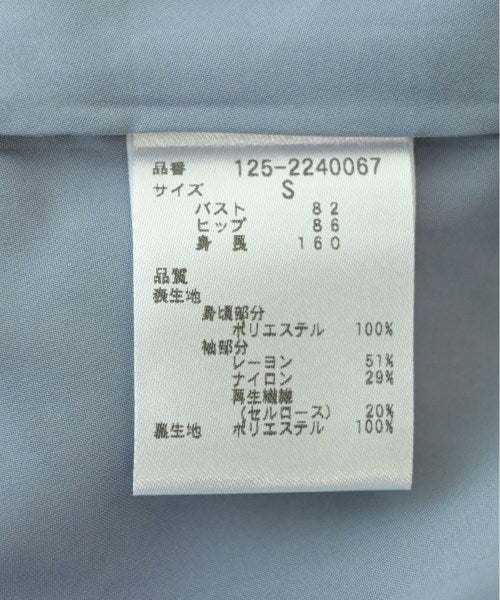 品番 125-2240067
サイズ S
バスト 82
ヒップ 86
身長 160
品質
表生地
身頃部分
ポリエステル 100%
袖部分
レーヨン 51%
ナイロン 29%
再生繊維
(セルロース) 20%
裏生地 ポリエステル 100%